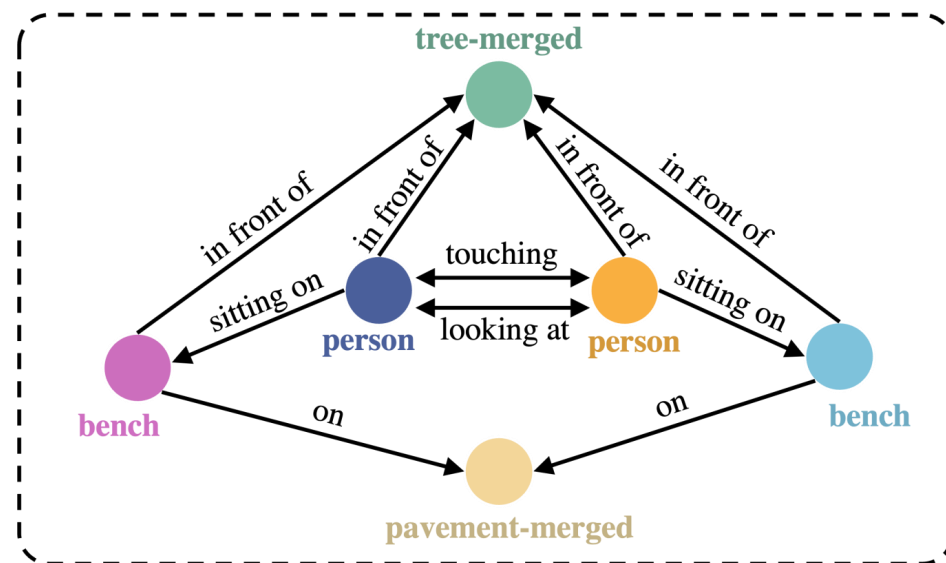 tree-merged
in front of
in front of
in front of
in front of
touching
sitting on
sitting on
looking at
person
person
bench
bench
on
on
pavement-merged